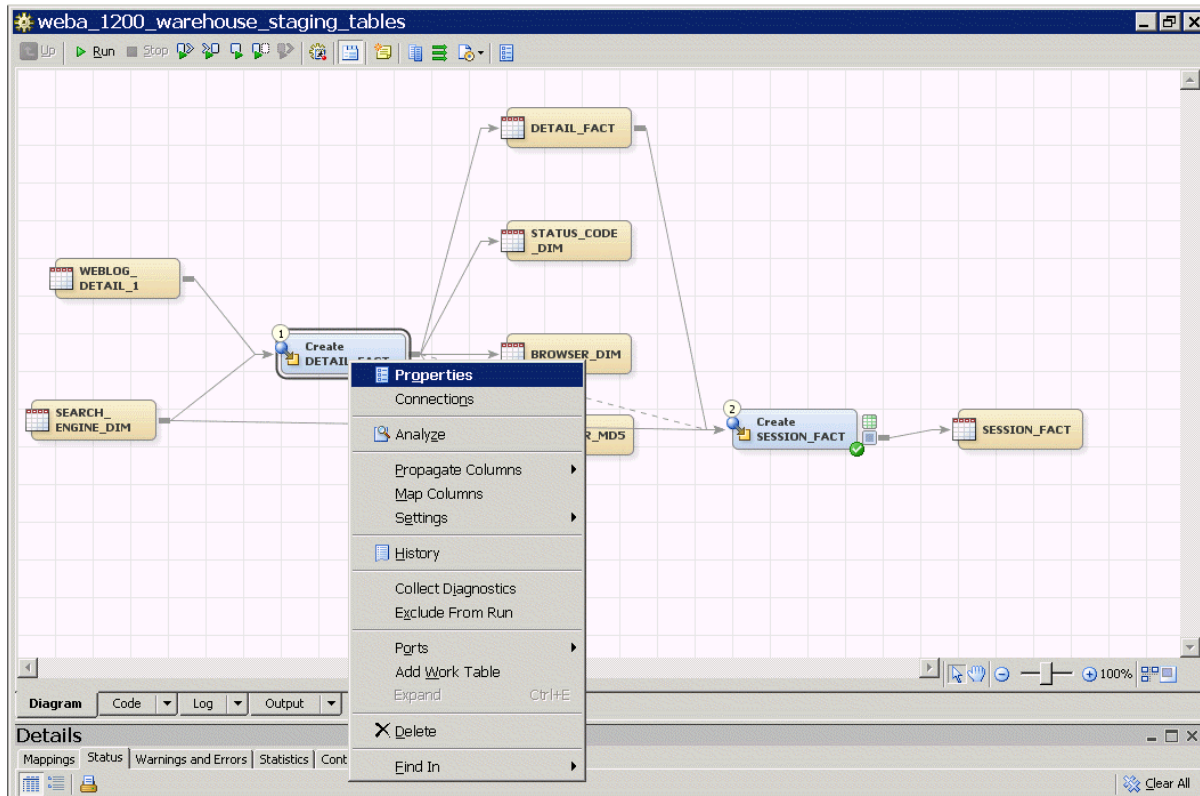 weba_1200_warehouse_staging_tables
Up Run Stop
DETAIL_FACT
STATUS_CODE
_DIM
WEBLOG_
DETAIL_1
1
Create
DETAIL_FACT
BROWSER_DIM
SEARCH_
ENGINE_DIM
R_MD5
2
Create
SESSION_FACT
SESSION_FACT
Properties
Connections
Analyze
Propagate Columns
Map Columns
Settings
History
Collect Diagnostics
Exclude From Run
Ports
Add Work Table
Expand Ctrl+E
Delete
Find In
100%
Diagram Code Log Output
Details
Mappings Status Warnings and Errors Statistics Cont
Clear All